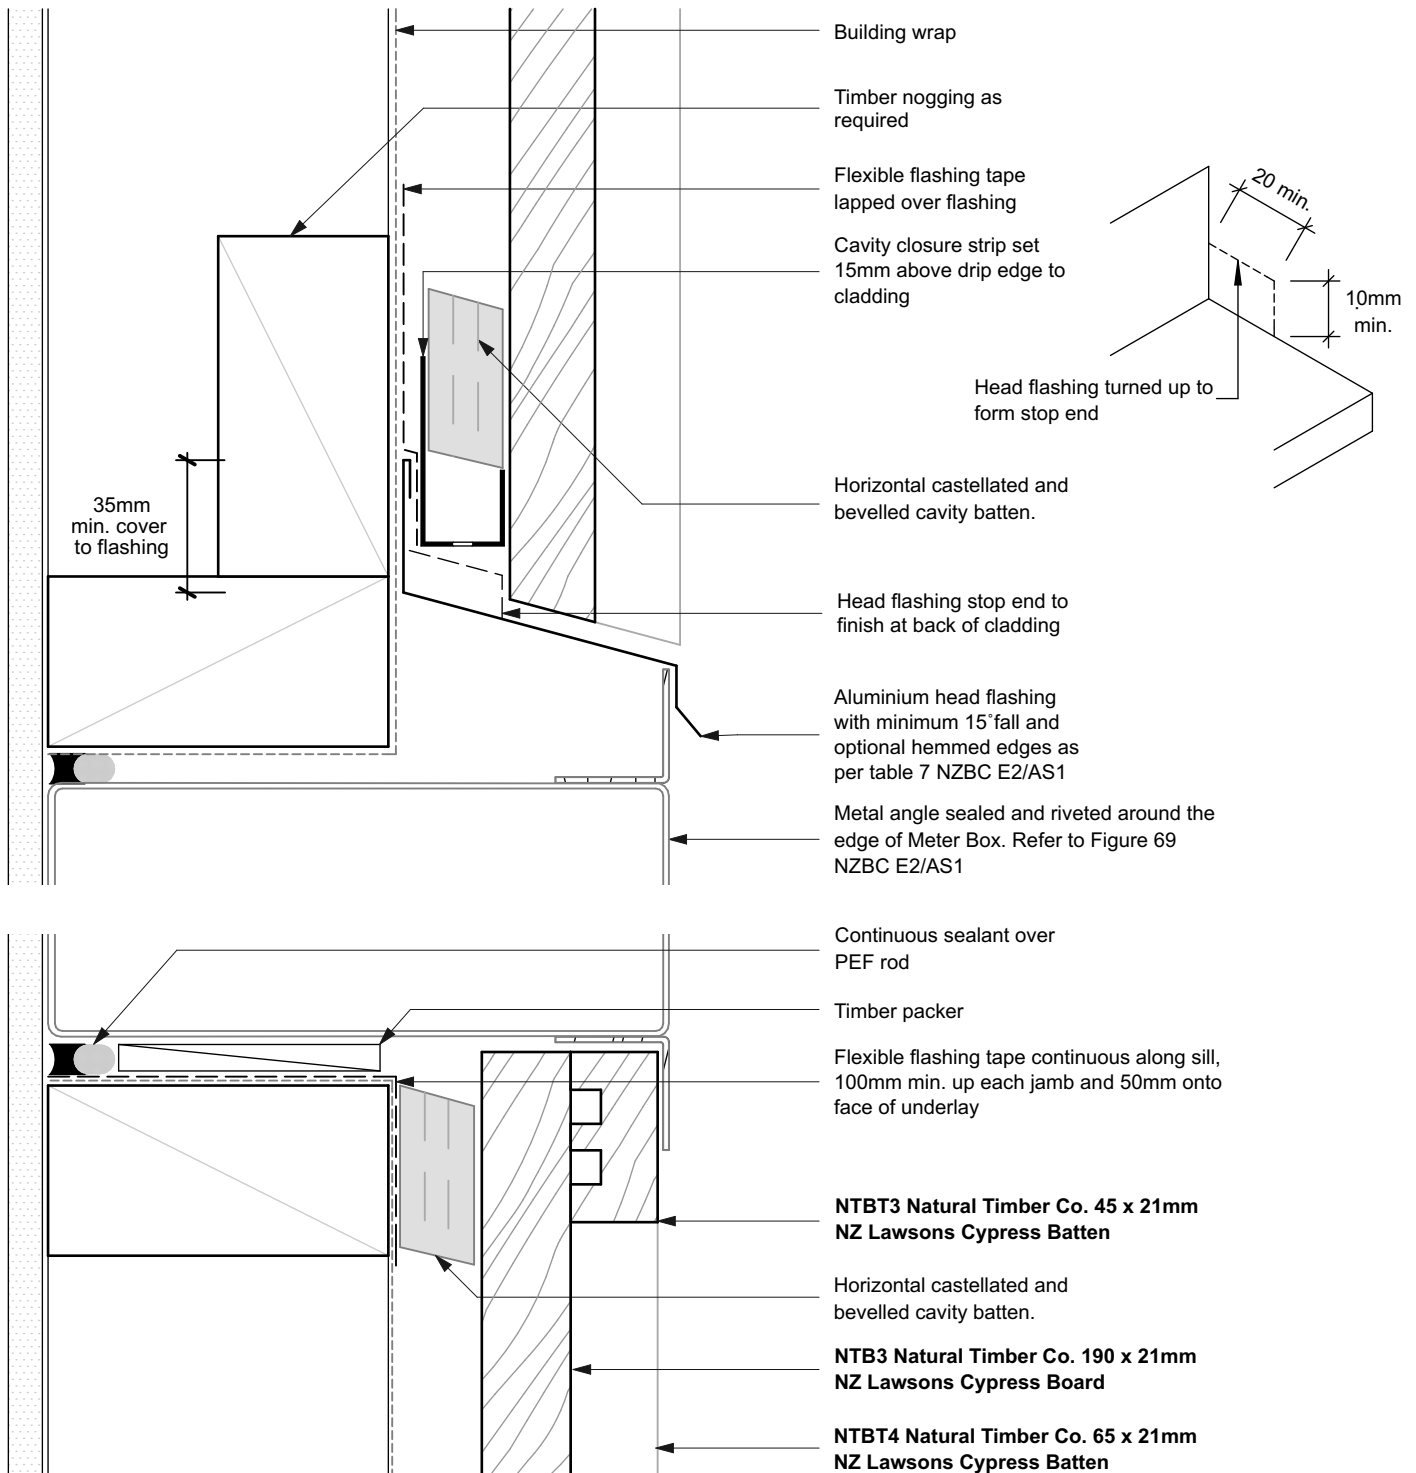 Building wrap
Timber nogging as
required
Flexible flashing tape
lapped over flashing
Cavity closure strip set
15mm above drip edge to
cladding
20 min.
10mm
min.
Head flashing turned up to
form stop end
35mm
min. cover
to flashing
Horizontal castellated and
bevelled cavity batten.
Head flashing stop end to
finish at back of cladding
Aluminium head flashing
with minimum 15°fall and
optional hemmed edges as
per table 7 NZBC E2/AS1
Metal angle sealed and riveted around the
edge of Meter Box. Refer to Figure 69
NZBC E2/AS1
Continuous sealant over
PEF rod
Timber packer
Flexible flashing tape continuous along sill,
100mm min. up each jamb and 50mm onto
face of underlay
NTBT3 Natural Timber Co. 45 x 21mm
NZ Lawsons Cypress Batten
Horizontal castellated and
bevelled cavity batten.
NTB3 Natural Timber Co. 190 x 21mm
NZ Lawsons Cypress Board
NTBT4 Natural Timber Co. 65 x 21mm
NZ Lawsons Cypress Batten